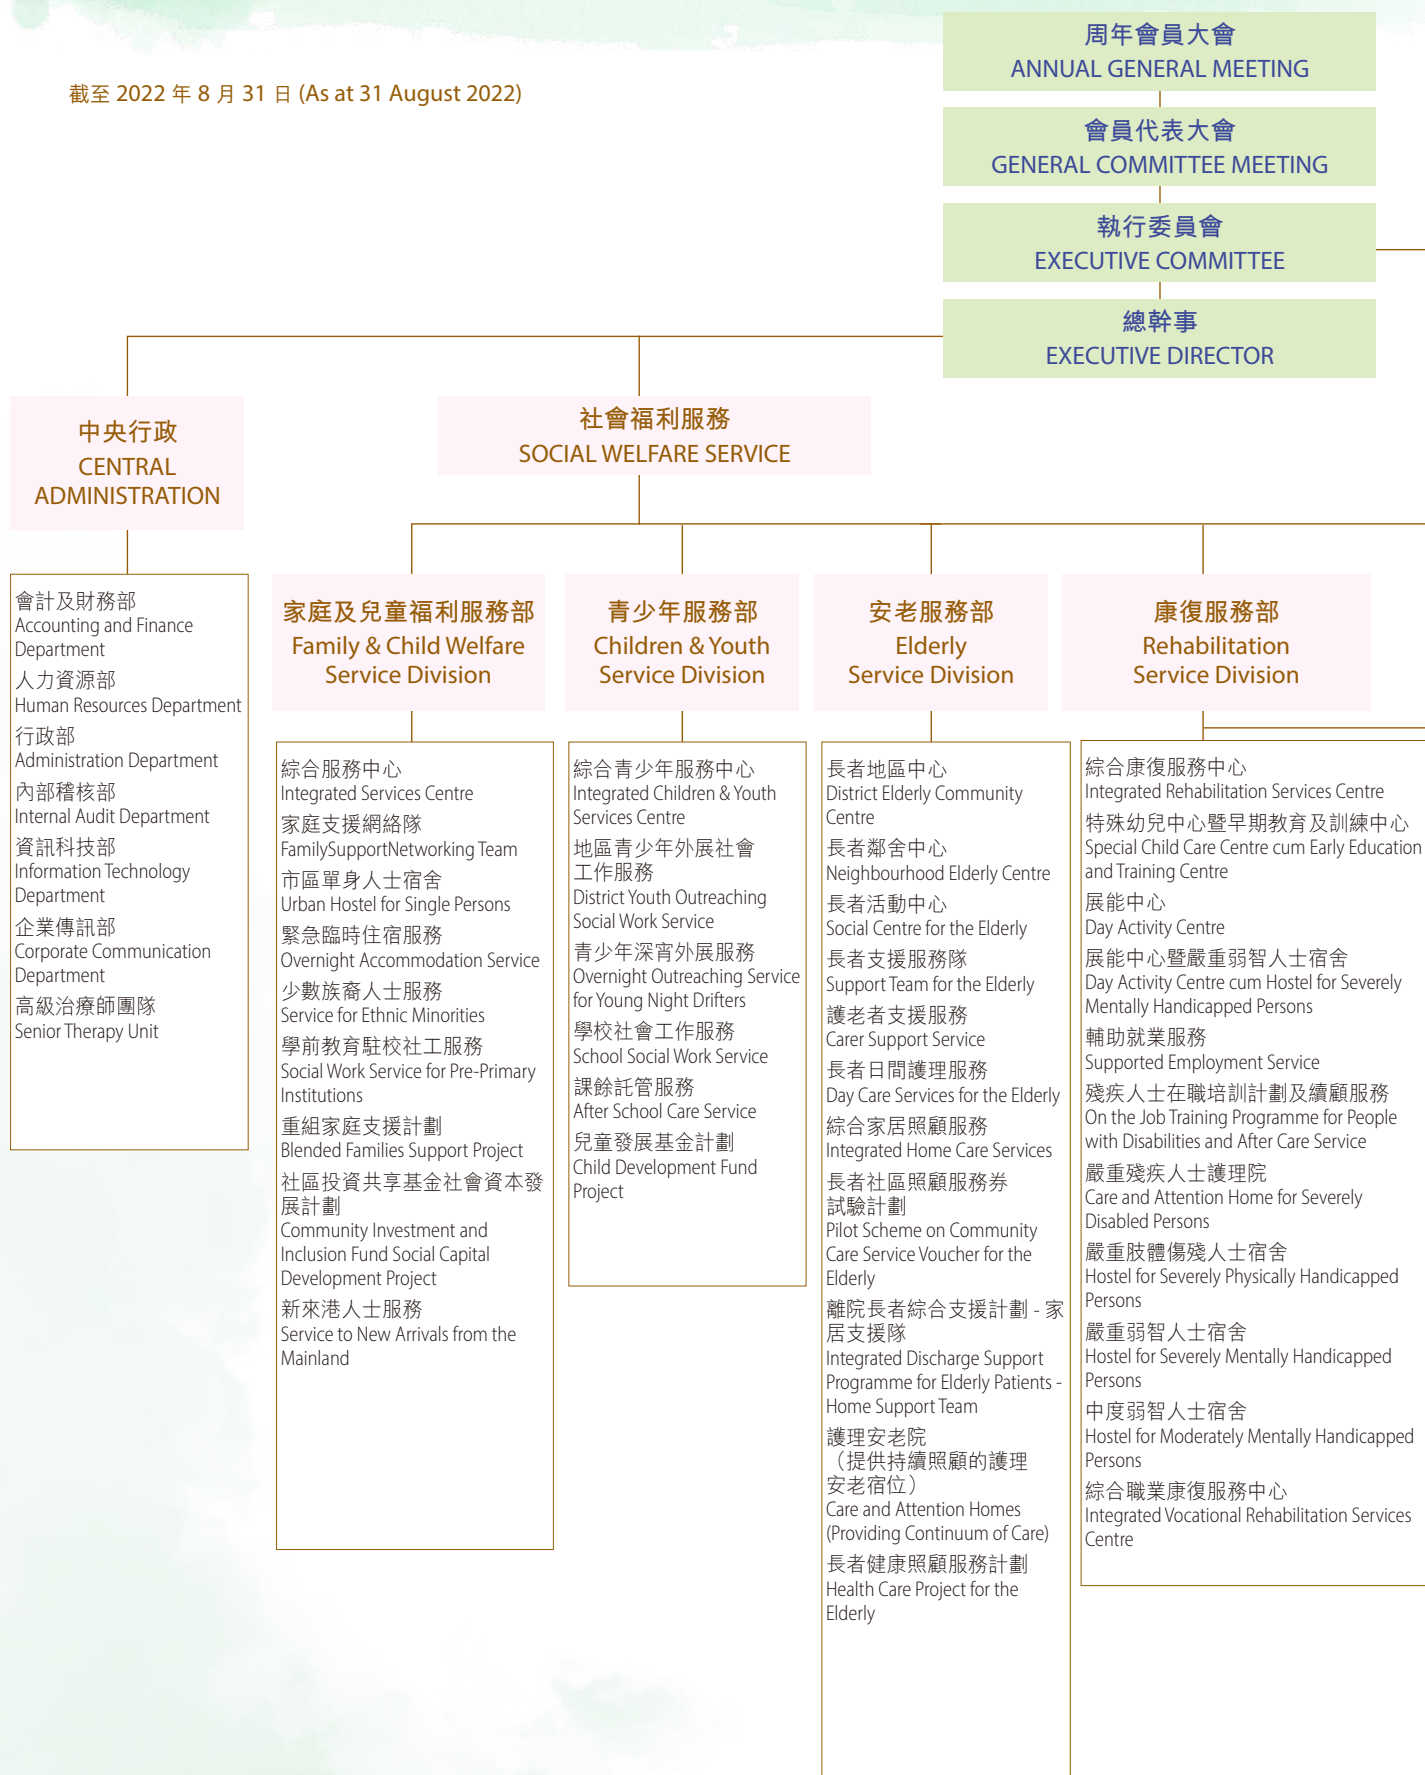 截至 2022 年 8 月 31 日 (As at 31 August 2022)
周年會員大會
ANNUAL GENERAL MEETING
會員代表大會
GENERAL COMMITTEE MEETING
執行委員會
EXECUTIVE COMMITTEE
總幹事
EXECUTIVE DIRECTOR
中央行政
CENTRAL
ADMINISTRATION
社會福利服務
SOCIAL WELFARE SERVICE
會計及財務部
Accounting and Finance
Department
人力資源部
Human Resources Department
行政部
Administration Department
內部稽核部
Internal Audit Department
資訊科技部
Information Technology
Department
企業傳訊部
Corporate Communication
Department
高級治療師團隊
Senior Therapy Unit
家庭及兒童福利服務部
Family & Child Welfare
Service Division
綜合服務中心
Integrated Services Centre
家庭支援網絡隊
FamilySupportNetworking Team
市區單身人士宿舍
Urban Hostel for Single Persons
緊急臨時住宿服務
Overnight Accommodation Service
少數族裔人士服務
Service for Ethnic Minorities
學前教育駐校社工服務
Social Work Service for Pre-Primary
Institutions
重組家庭支援計劃
Blended Families Support Project
社區投資共享基金社會資本發
展計劃
Community Investment and
Inclusion Fund Social Capital
Development Project
新來港人士服務
Service to New Arrivals from the
Mainland
青少年服務部
Children & Youth
Service Division
綜合青少年服務中心
Integrated Children & Youth
Services Centre
地區青少年外展社會
工作服務
District Youth Outreaching
Social Work Service
青少年深宵外展服務
Overnight Outreaching Service
for Young Night Drifters
學校社會工作服務
School Social Work Service
課餘託管服務
After School Care Service
兒童發展基金計劃
Child Development Fund
Project
安老服務部
Elderly
Service Division
長者地區中心
District Elderly Community
Centre
長者鄰舍中心
Neighbourhood Elderly Centre
長者活動中心
Social Centre for the Elderly
長者支援服務隊
Support Team for the Elderly
護老者支援服務
Carer Support Service
長者日間護理服務
Day Care Services for the Elderly
綜合家居照顧服務
Integrated Home Care Services
長者社區照顧服務券
試驗計劃
Pilot Scheme on Community
Care Service Voucher for the
Elderly
離院長者綜合支援計劃 - 家
居支援隊
Integrated Discharge Support
Programme for Elderly Patients -
Home Support Team
護理安老院
（提供持續照顧的護理
安老宿位）
Care and Attention Homes
(Providing Continuum of Care)
長者健康照顧服務計劃
Health Care Project for the
Elderly
康復服務部
Rehabilitation
Service Division
綜合康復服務中心
Integrated Rehabilitation Services Centre
特殊幼兒中心暨早期教育及訓練中心
Special Child Care Centre cum Early Education
and Training Centre
展能中心
Day Activity Centre
展能中心暨嚴重弱智人士宿舍
Day Activity Centre cum Hostel for Severely
Mentally Handicapped Persons
輔助就業服務
Supported Employment Service
殘疾人士在職培訓計劃及續顧服務
On the Job Training Programme for People
with Disabilities and After Care Service
嚴重殘疾人士護理院
Care and Attention Home for Severely
Disabled Persons
嚴重肢體傷殘人士宿舍
Hostel for Severely Physically Handicapped
Persons
嚴重弱智人士宿舍
Hostel for Severely Mentally Handicapped
Persons
中度弱智人士宿舍
Hostel for Moderately Mentally Handicapped
Persons
綜合職業康復服務中心
Integrated Vocational Rehabilitation Services
Centre